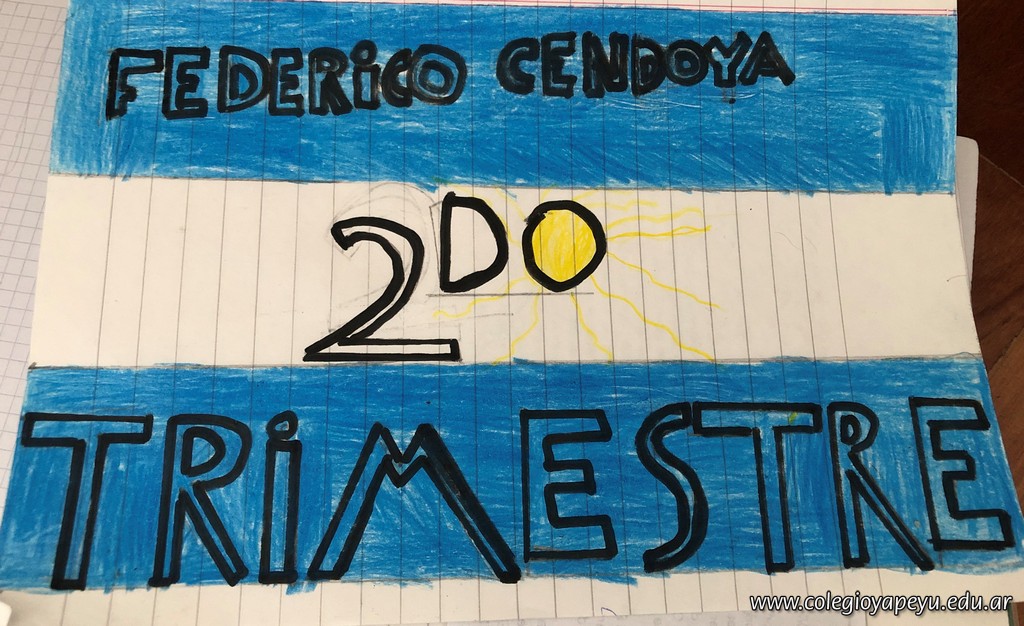 FEDERiCO CENDOYA
2DO
TRiMESTRE
www.colegioyapeyu.edu.ar